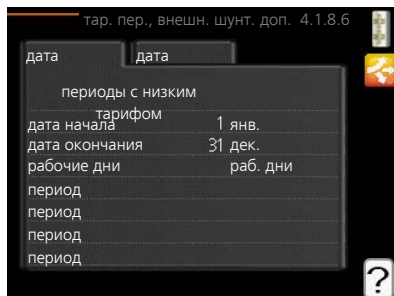 тар. пер., внешн. шунт. доп. 4.1.8.6
дата дата
периоды с низким
тарифом
дата начала 1 янв.
дата окончания 31 дек.
рабочие дни раб. дни
период
период
период
период
?